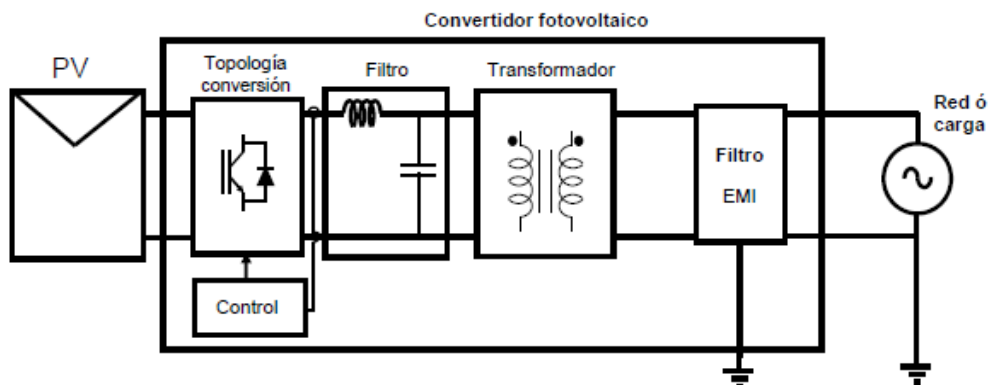 Convertidor fotovoltaico
PV
Topología
conversión
Filtro
Transformador
Red ó
carga
Filtro
EMI
Control